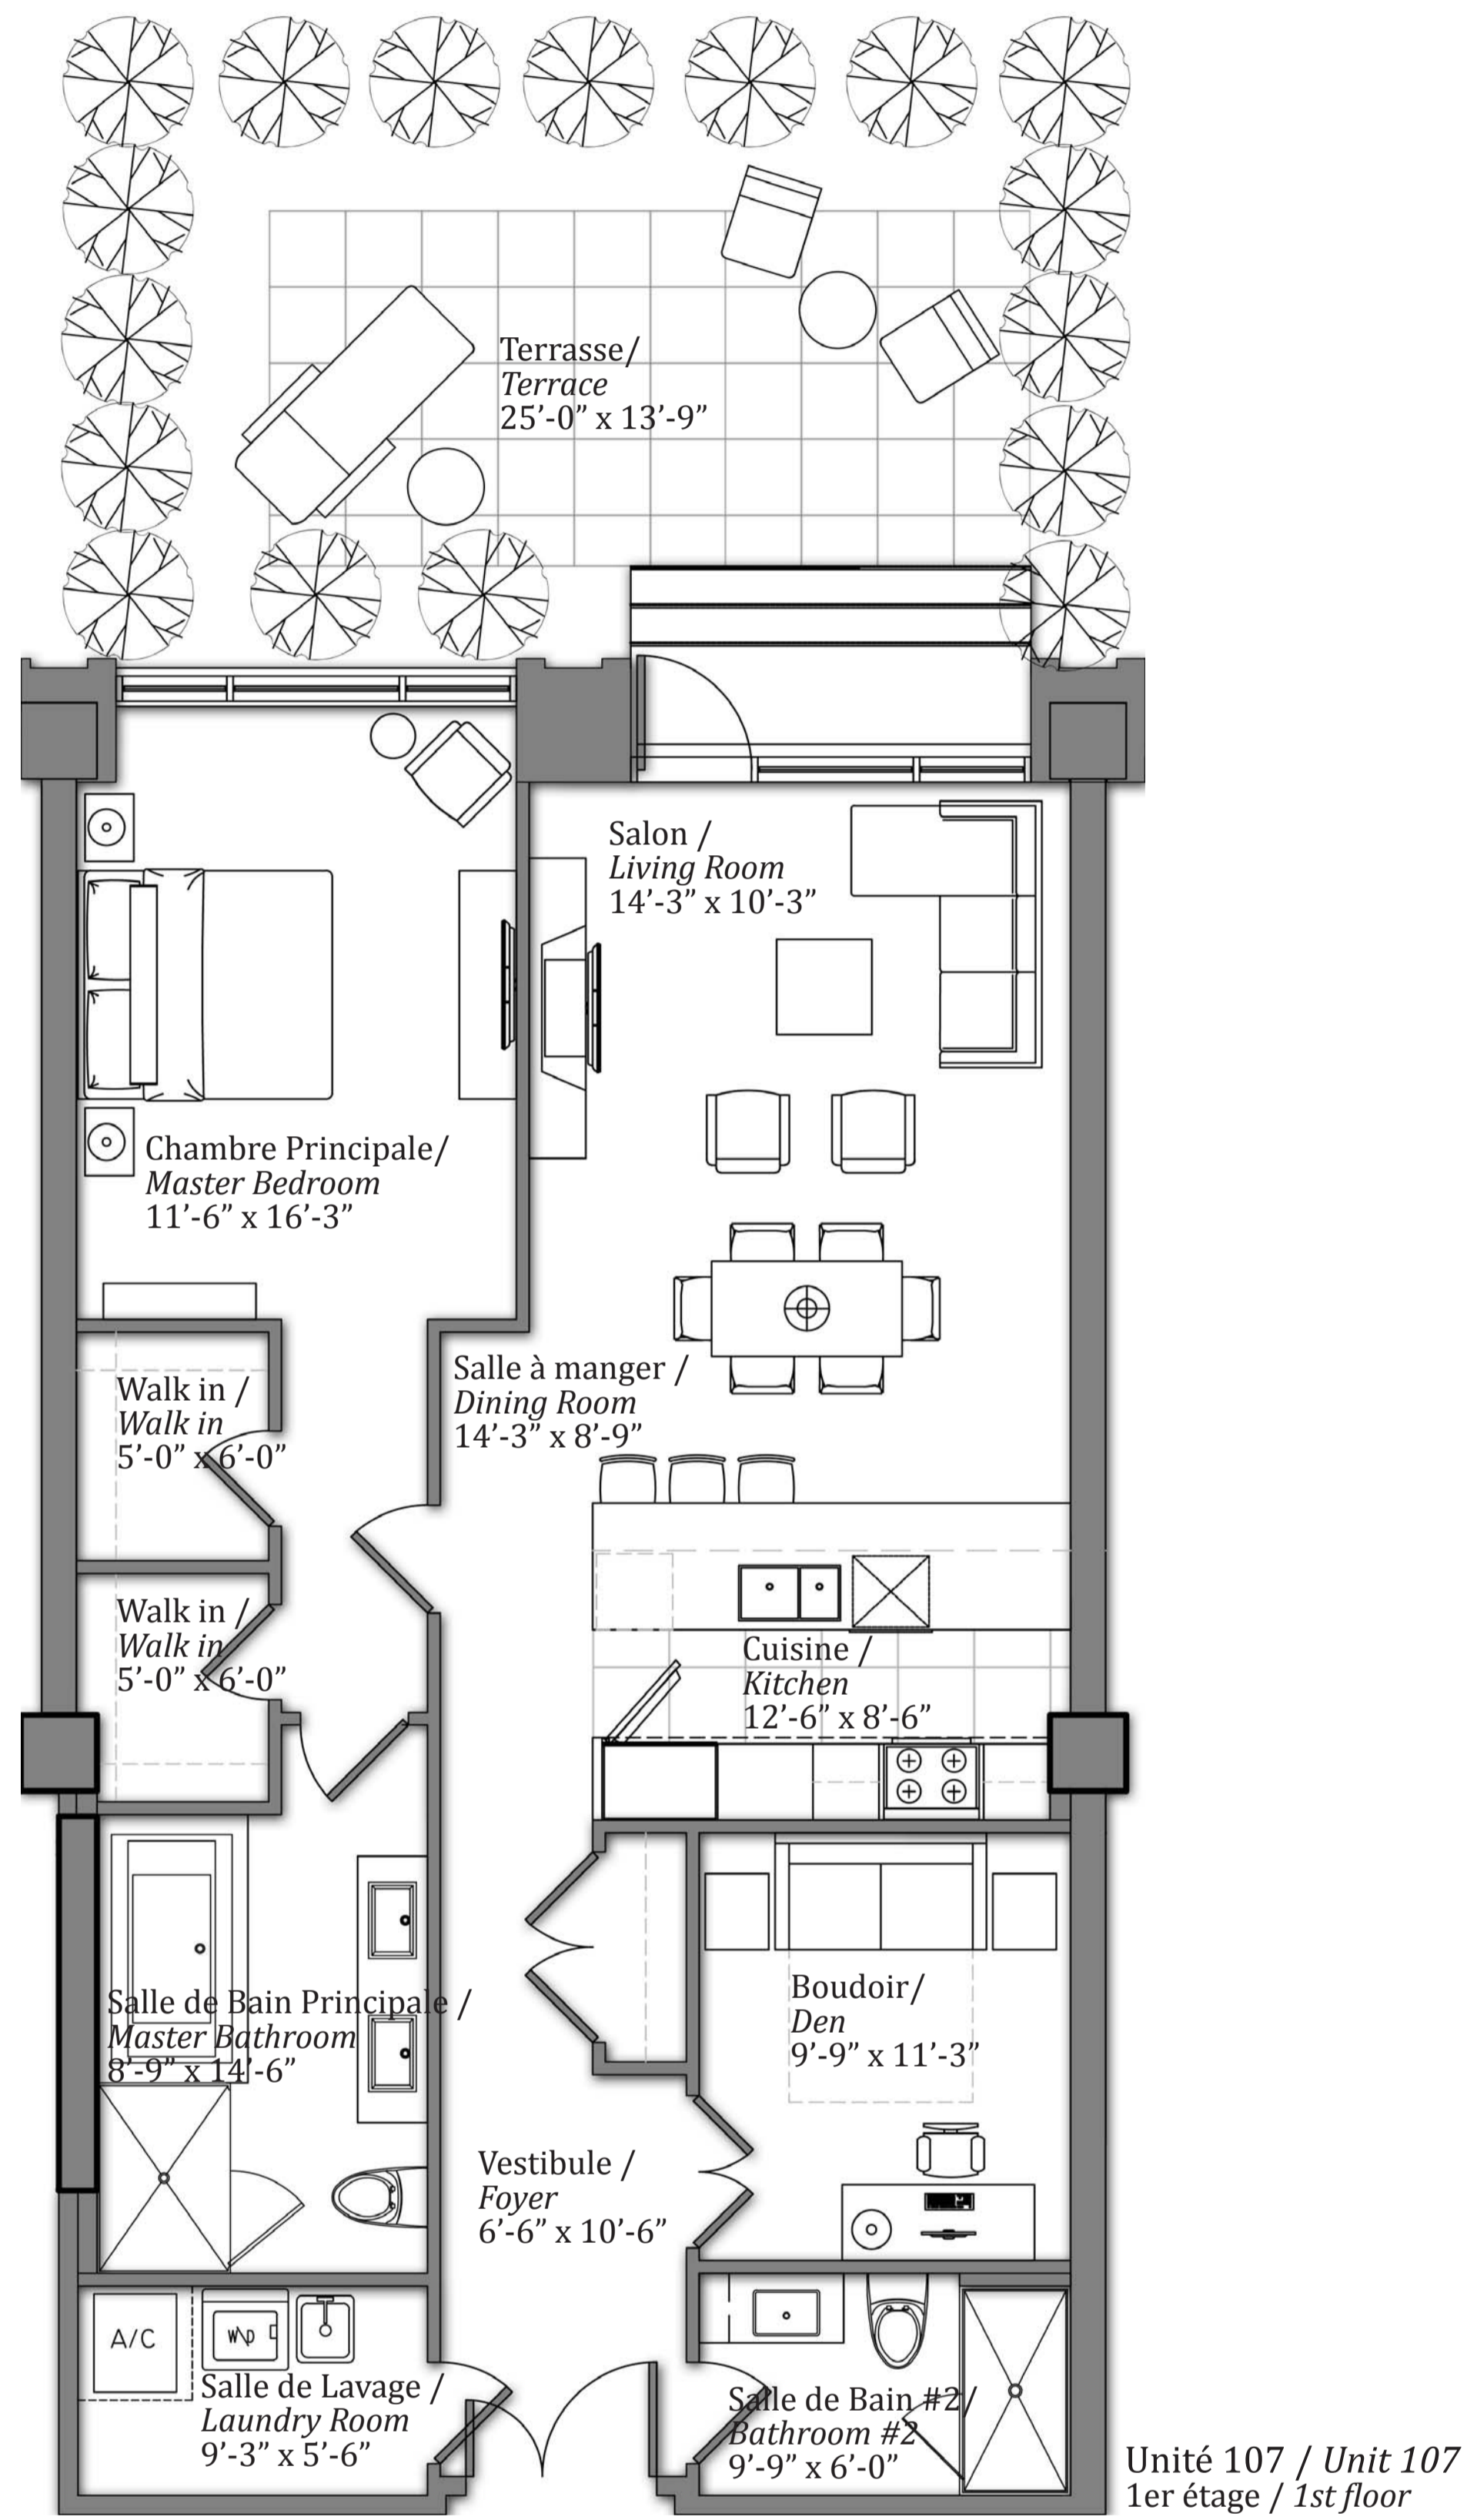 Terrasse/
Terrace
25’-0” x 13’-9”
Salon /
Living Room
14’-3” x 10’-3”
Chambre Principale/
Master Bedroom
11’-6” x 16’-3”
Salle à manger /
Dining Room
14’-3” x 8’-9”
Walk in /
Walk in
5’-0” x 6’-0”
Walk in /
Walk in
5’-0” x 6’-0”
Cuisine /
Kitchen
12’-6” x 8’-6”
Boudoir/
Den
9’-9” x 11’-3”
Salle de Bain Principale /
Master Bathroom
8’-9” x 14’-6”
Vestibule /
Foyer
6’-6” x 10’-6”
A/C
W\D
Salle de Lavage /
Laundry Room
9’-3” x 5’-6”
Salle de Bain #2/
Bathroom #2
9’-9” x 6’-0”
Unité 107 / Unit 107
1er étage / 1st floor